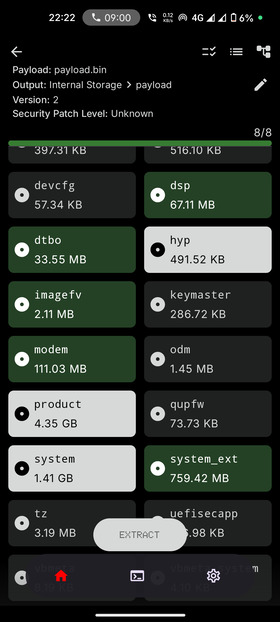 22:22 09:00 0.12 KB/s 4G 6%
Payload: payload.bin
Output: Internal Storage > payload
Version: 2
Security Patch Level: Unknown
8/8
397.31 KB
516.10 KB
devcfg
57.34 KB
dsp
67.11 MB
dtbo
33.55 MB
hyp
491.52 KB
imagefv
2.11 MB
keymaster
286.72 KB
modem
111.03 MB
odm
1.45 MB
product
4.35 GB
qupfw
73.73 KB
system
1.41 GB
system_ext
759.42 MB
tz
3.19 MB
uefisecapp
.98 KB
EXTRACT